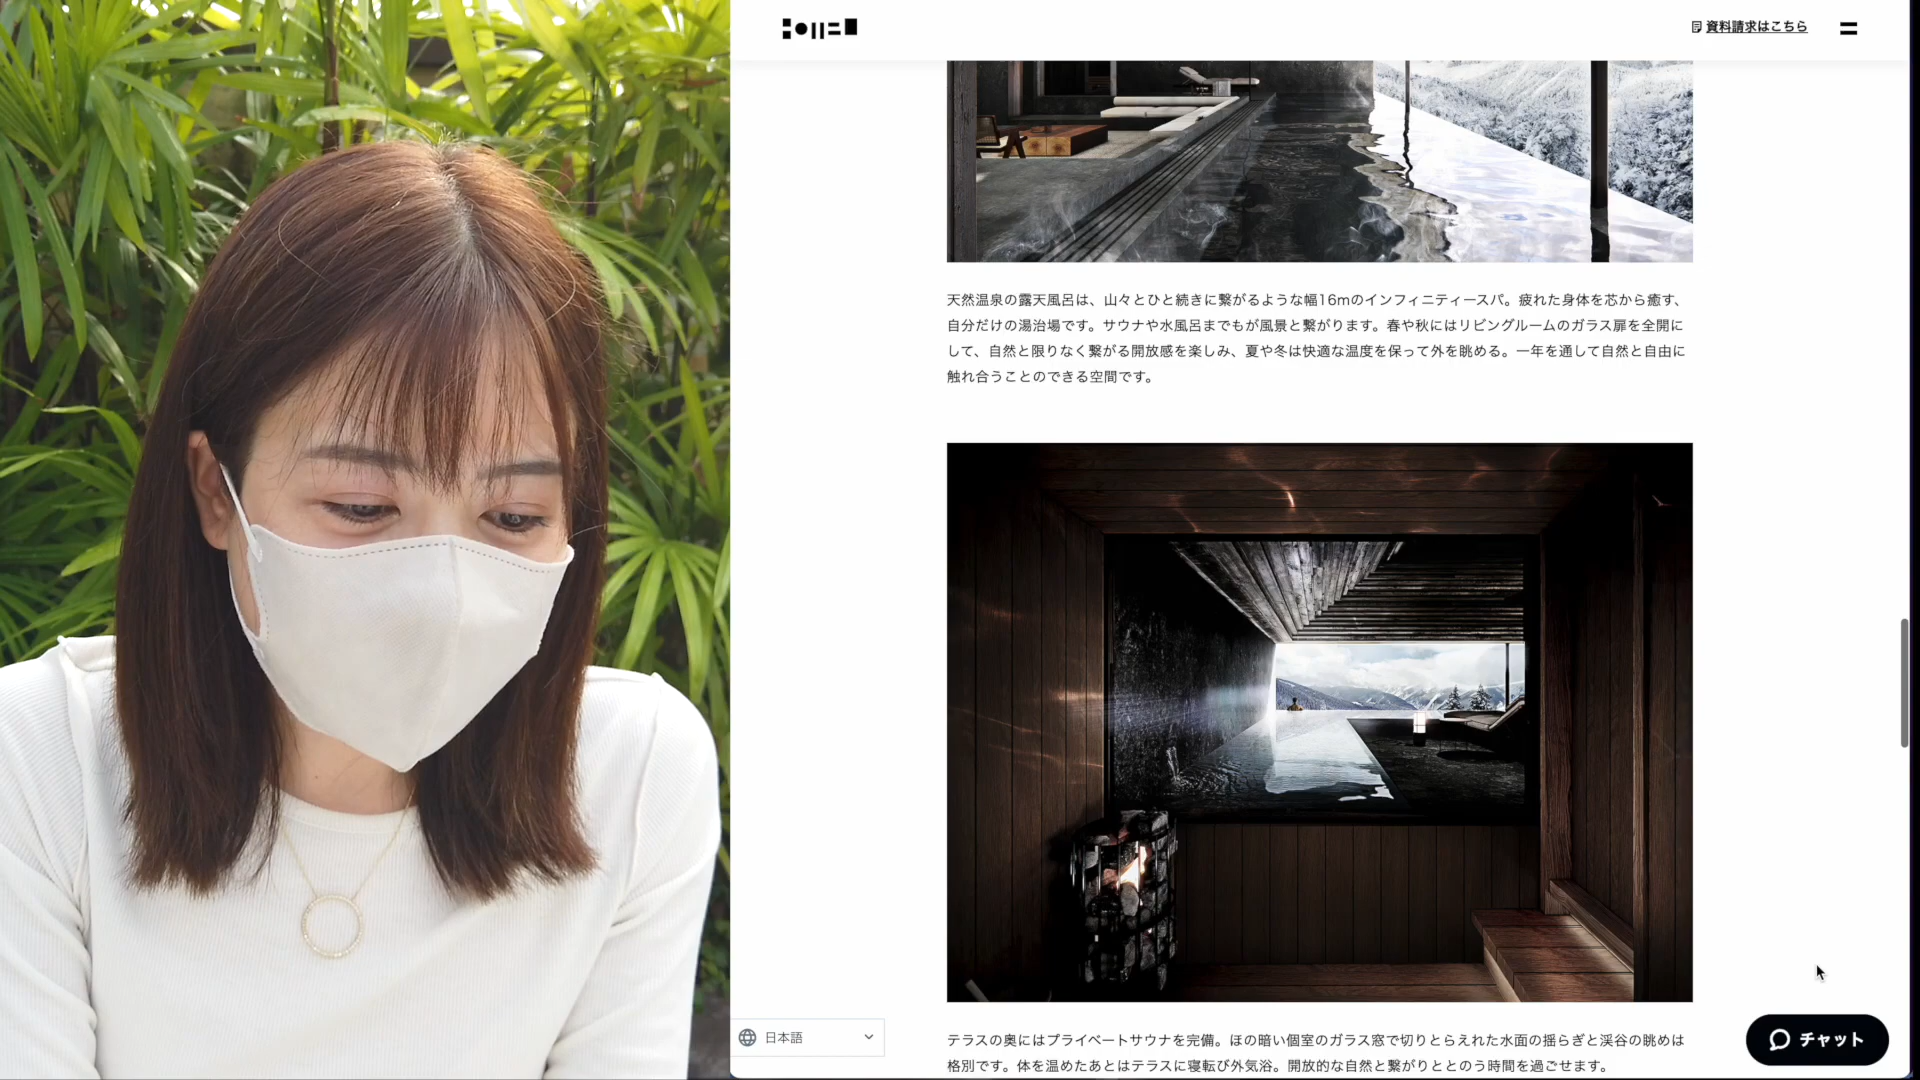 資料請求はこちら
天然温泉の露天風呂は、山々とひと続きに繋がるような幅16mのインフィニティースパ。疲れた身体を芯から癒す、
自分だけの湯治場です。サウナや水風呂までもが風景と繋がります。春や秋にはリビングルームのガラス扉を全開に
して、自然と限りなく繋がる開放感を楽しみ、夏や冬は快適な温度を保って外を眺める。一年を通して自然と自由に
触れ合うことのできる空間です。
テラスの奥にはプライベートサウナを完備。ほの暗い個室のガラス窓で切りとらえれた水面の揺らぎと渓谷の眺めは
格別です。体を温めたあとはテラスに寝転び外気浴。開放的な自然と繋がりととのう時間を過ごせます。
日本語
チャット